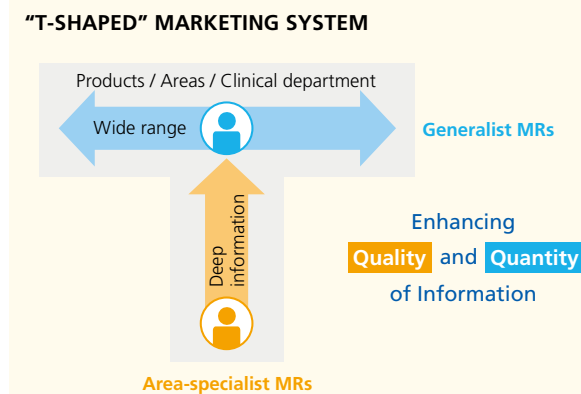 "T-SHAPED" MARKETING SYSTEM
Products / Areas / Clinical department
Wide range
Generalist MRs
Deep
information
Enhancing
Quality and Quantity
of Information
Area-specialist MRs